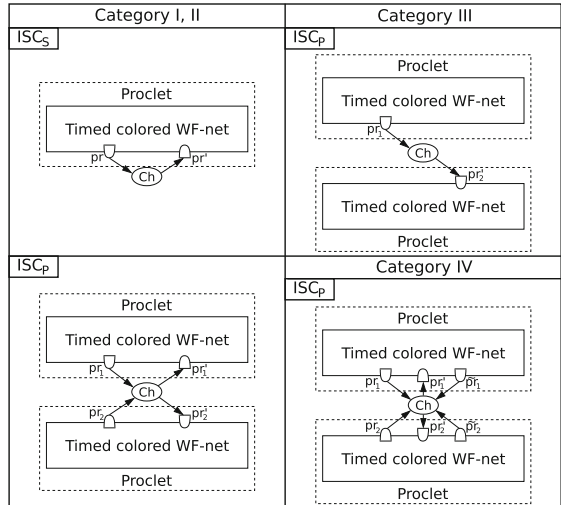 Category I, II
ISCS
Proclet
Timed colored WF-net
pr
pr'
Ch
Category III
ISCP
Proclet
Timed colored WF-net
pr1
Ch
pr2'
Timed colored WF-net
Proclet
ISCP
Proclet
Timed colored WF-net
pr1
pr1'
Ch
pr2
pr2'
Timed colored WF-net
Proclet
Category IV
ISCP
Proclet
Timed colored WF-net
pr1
pr1'
p̃r1
Ch
pr2
pr2'
p̃r2
Timed colored WF-net
Proclet